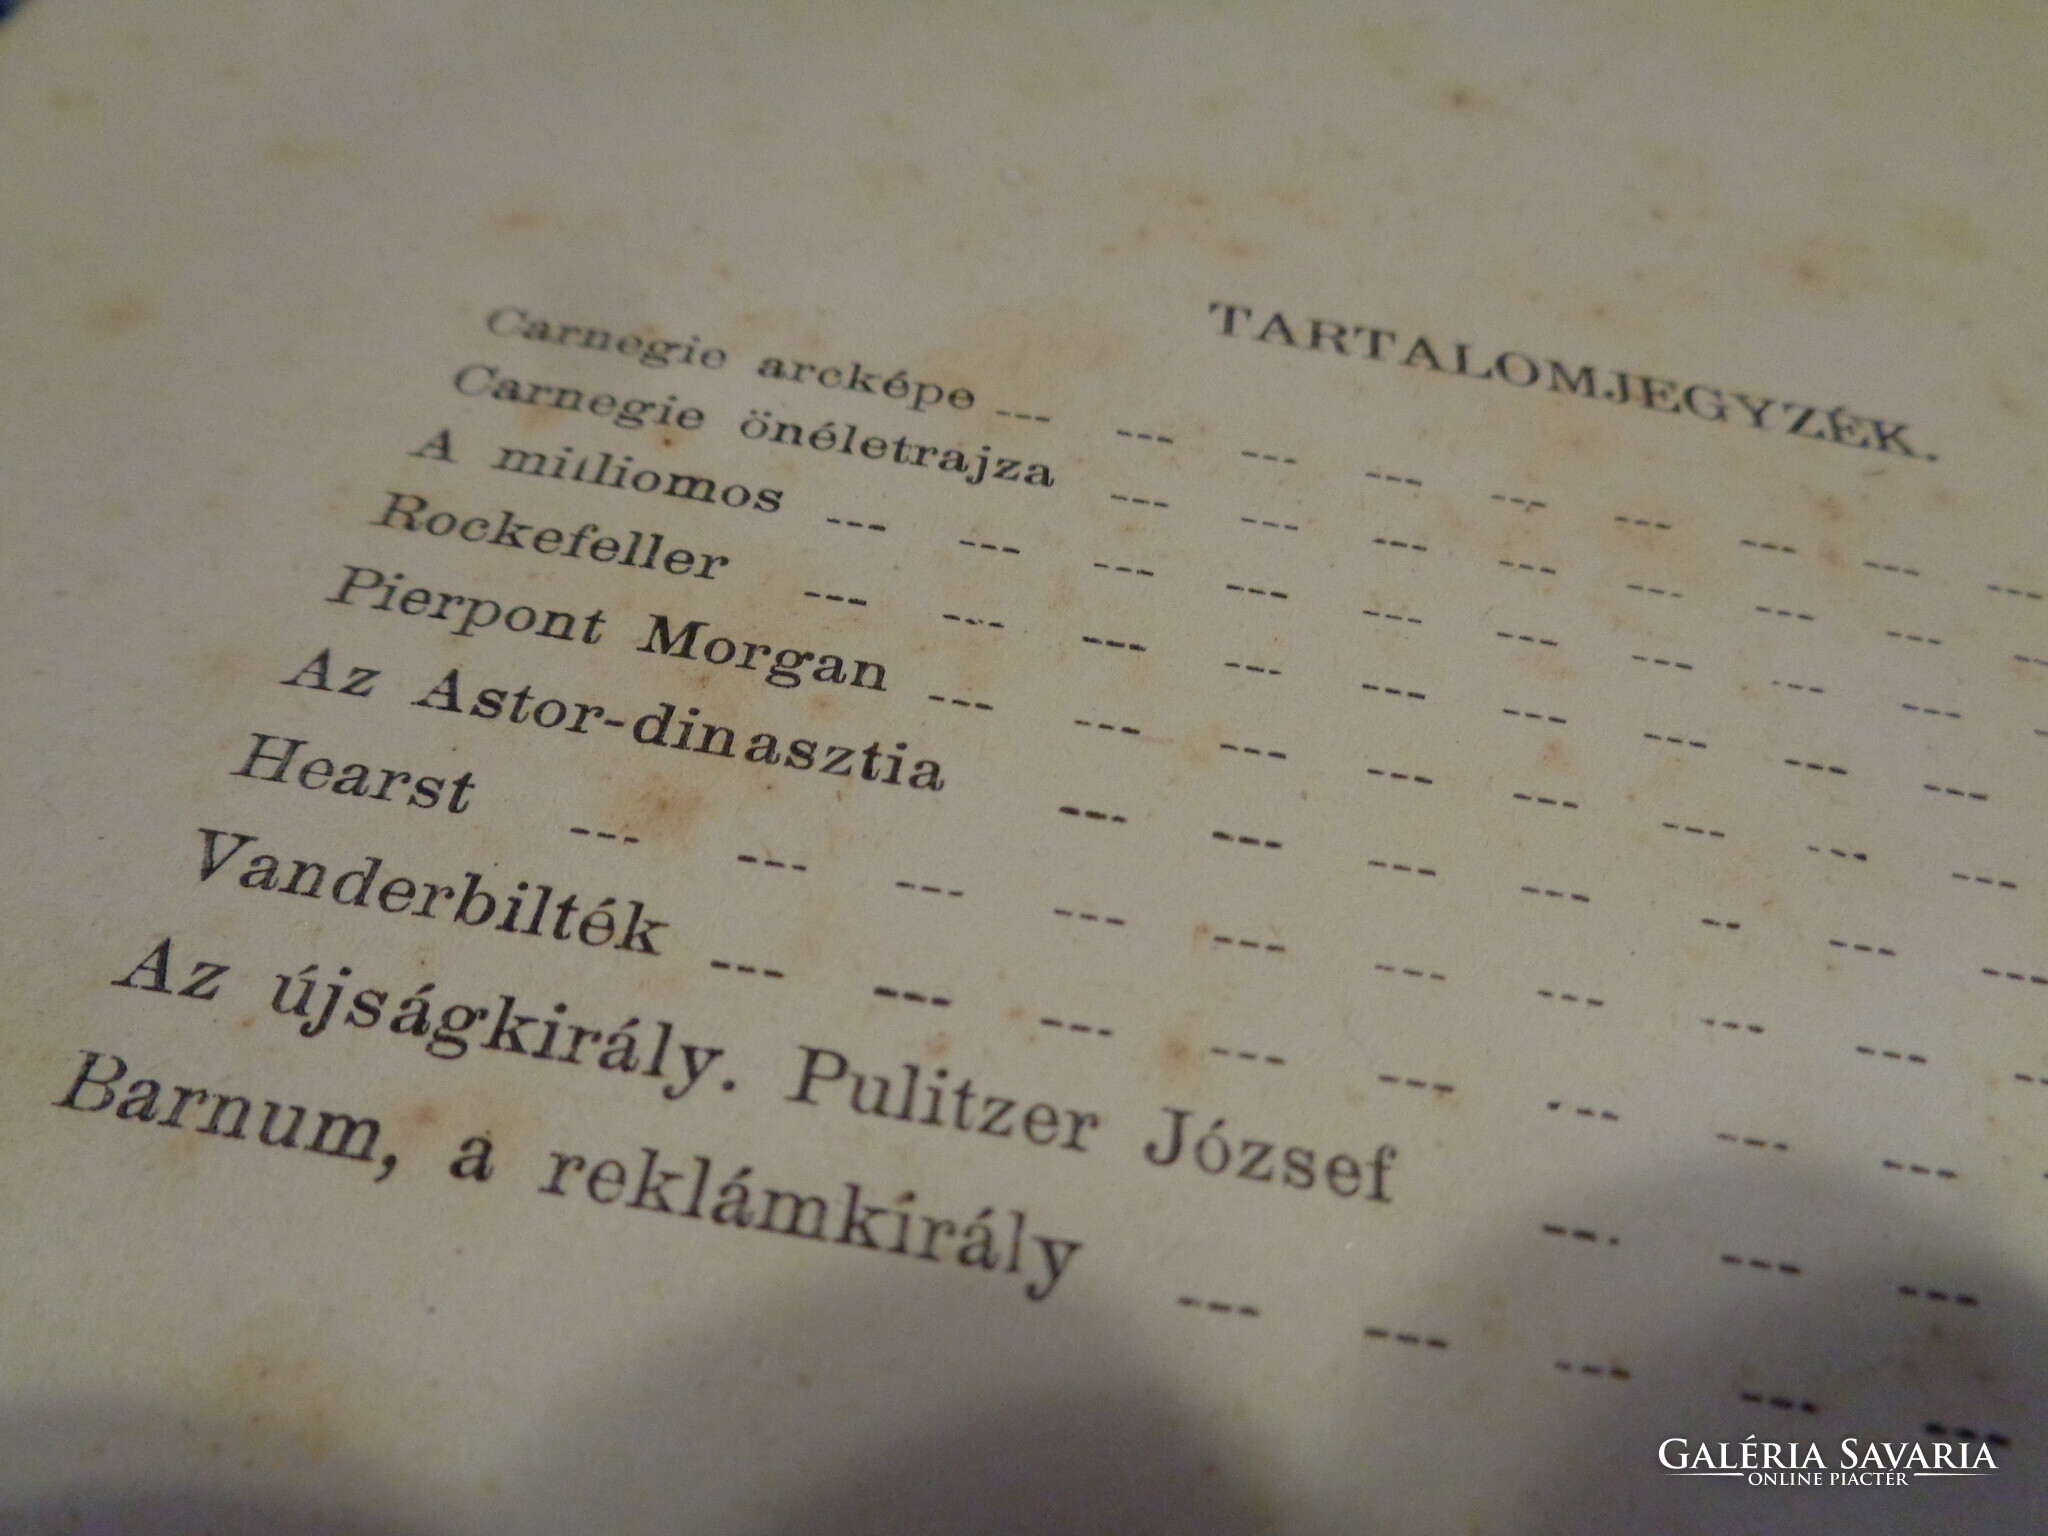 TARTALOMJEGYZÉK.
Carnegie arcképe --- --- --- --- --- --- --- --- ---
Carnegie önéletrajza --- --- --- --- --- --- --- ---
A milliomos --- --- --- --- --- --- --- --- --- ---
Rockefeller --- --- --- --- --- --- --- --- ---
Pierpont Morgan --- --- --- --- --- --- --- ---
Az Astor-dinasztia --- --- --- --- --- --- ---
Hearst --- --- --- --- --- --- --- --- --- ---
Vanderbilték --- --- --- --- --- --- --- ---
Az újságkirály. Pulitzer József --- --- ---
Barnum, a reklámkirály --- --- --- --- ---
GALÉRIA SAVARIA
ONLINE PIACTÉR